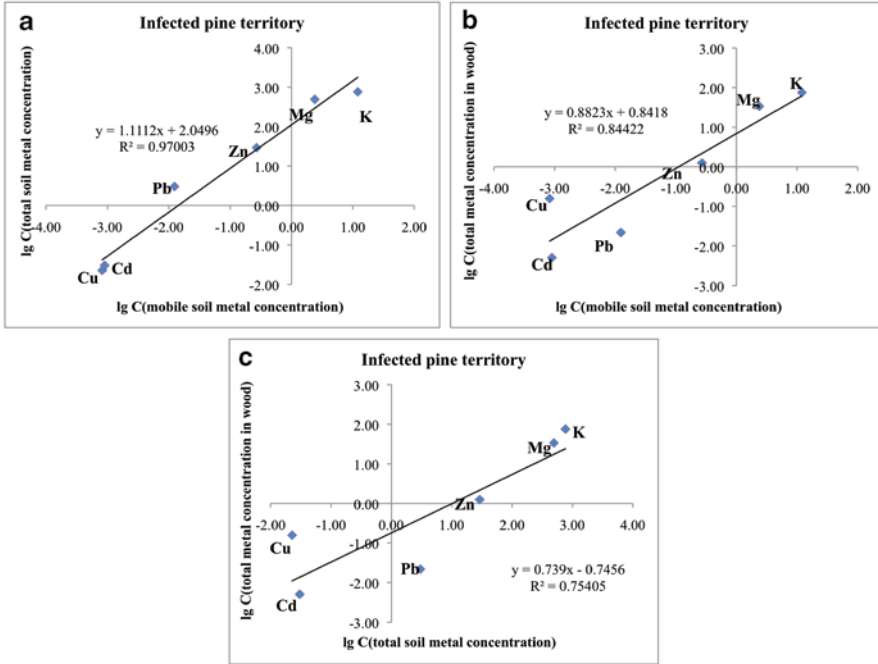 a
Infected pine territory
lg C(total soil metal concentration)
4.00
3.00
2.00
1.00
0.00
-1.00
-2.00
-4.00 -3.00 -2.00 -1.00 0.00 1.00 2.00
y = 1.1112x + 2.0496
R² = 0.97003
Mg
K
Zn
Pb
Cu
Cd
lg C(mobile soil metal concentration)
b
Infected pine territory
lg C(total metal concentration in wood)
3.00
2.00
1.00
0.00
-1.00
-2.00
-3.00
-4.00 -3.00 -2.00 -1.00 0.00 1.00 2.00
y = 0.8823x + 0.8418
R² = 0.84422
K
Mg
Zn
Cu
Pb
Cd
lg C(mobile soil metal concentration)
c
Infected pine territory
lg C(total metal concentration in wood)
3.00
2.00
1.00
0.00
-1.00
-2.00
-3.00
-2.00 -1.00 0.00 1.00 2.00 3.00 4.00
K
Mg
Zn
Cu
Pb
Cd
y = 0.739x - 0.7456
R² = 0.75405
lg C(total soil metal concentration)